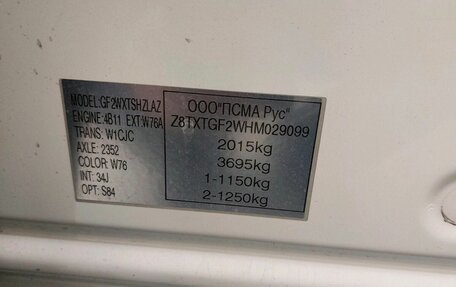 MODEL:GF2WXTSHZLAZ
ENGINE:4B11 EXT:W76A
TRANS: W1CJC
AXLE: 2352
COLOR: W76
INT: 34J
OPT: S84
ООО"ПСМА Рус"
Z8TXTGF2WHM029099
2015kg
3695kg
1-1150kg
2-1250kg